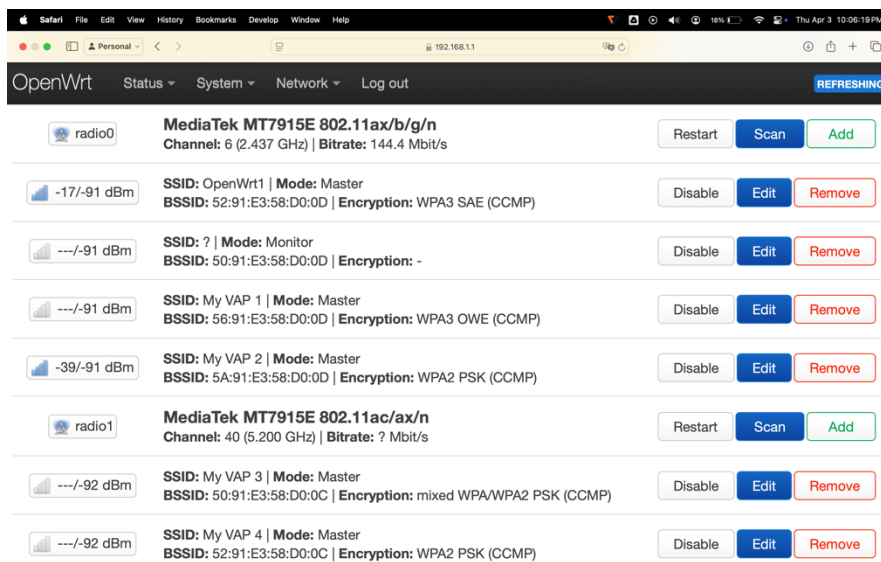 Safari File Edit View History Bookmarks Develop Window Help 18% Thu Apr 3 10:06:19 PM
Personal 192.168.1.1
OpenWrt Status System Network Log out REFRESHING
radio0 MediaTek MT7915E 802.11ax/b/g/n Restart Scan Add
Channel: 6 (2.437 GHz) | Bitrate: 144.4 Mbit/s
-17/-91 dBm SSID: OpenWrt1 | Mode: Master Disable Edit Remove
BSSID: 52:91:E3:58:D0:0D | Encryption: WPA3 SAE (CCMP)
---/-91 dBm SSID: ? | Mode: Monitor Disable Edit Remove
BSSID: 50:91:E3:58:D0:0D | Encryption: -
---/-91 dBm SSID: My VAP 1 | Mode: Master Disable Edit Remove
BSSID: 56:91:E3:58:D0:0D | Encryption: WPA3 OWE (CCMP)
-39/-91 dBm SSID: My VAP 2 | Mode: Master Disable Edit Remove
BSSID: 5A:91:E3:58:D0:0D | Encryption: WPA2 PSK (CCMP)
radio1 MediaTek MT7915E 802.11ac/ax/n Restart Scan Add
Channel: 40 (5.200 GHz) | Bitrate: ? Mbit/s
---/-92 dBm SSID: My VAP 3 | Mode: Master Disable Edit Remove
BSSID: 50:91:E3:58:D0:0C | Encryption: mixed WPA/WPA2 PSK (CCMP)
---/-92 dBm SSID: My VAP 4 | Mode: Master Disable Edit Remove
BSSID: 52:91:E3:58:D0:0C | Encryption: WPA2 PSK (CCMP)